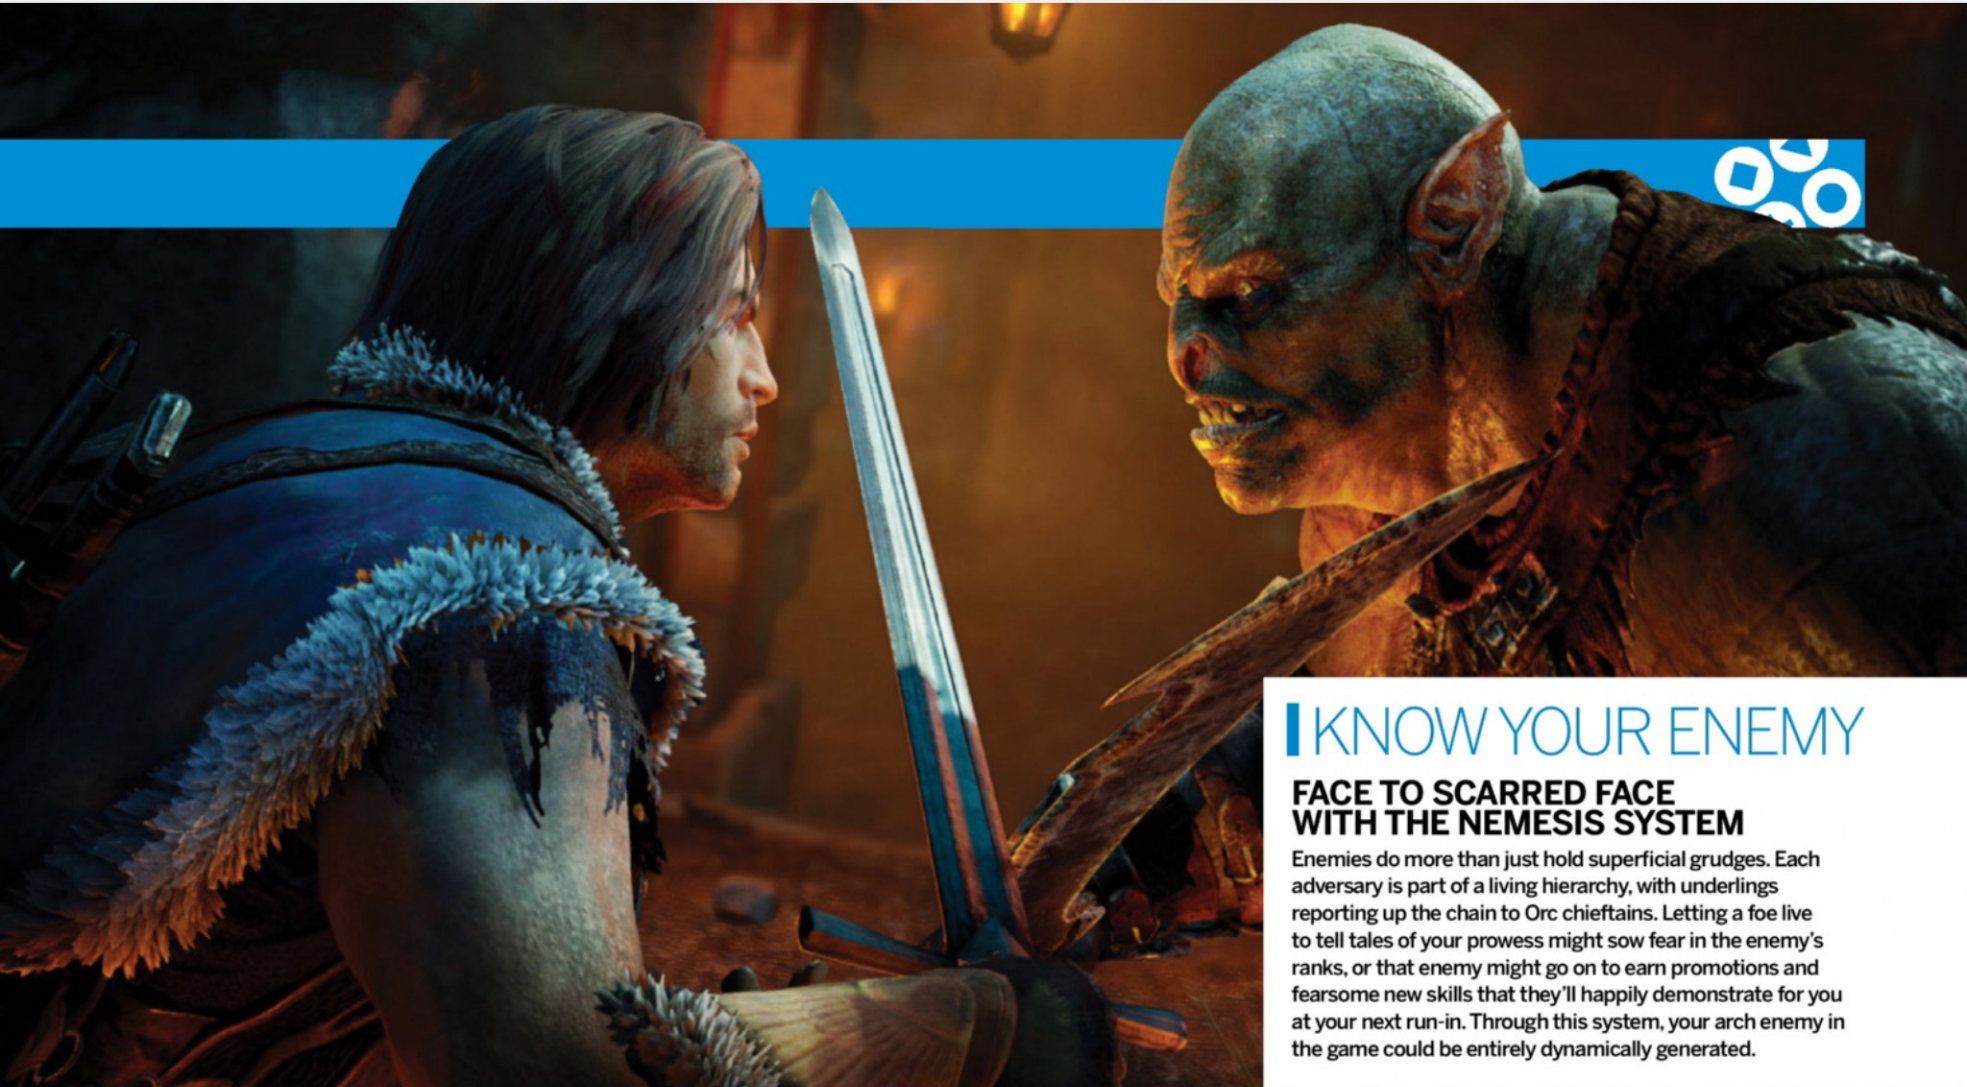 KNOW YOUR ENEMY
FACE TO SCARRED FACE
WITH THE NEMESIS SYSTEM
Enemies do more than just hold superficial grudges. Each
adversary is part of a living hierarchy, with underlings
reporting up the chain to Orc chieftains. Letting a foe live
to tell tales of your prowess might sow fear in the enemy's
ranks, or that enemy might go on to earn promotions and
fearsome new skills that they'll happily demonstrate for you
at your next run-in. Through this system, your arch enemy in
the game could be entirely dynamically generated.